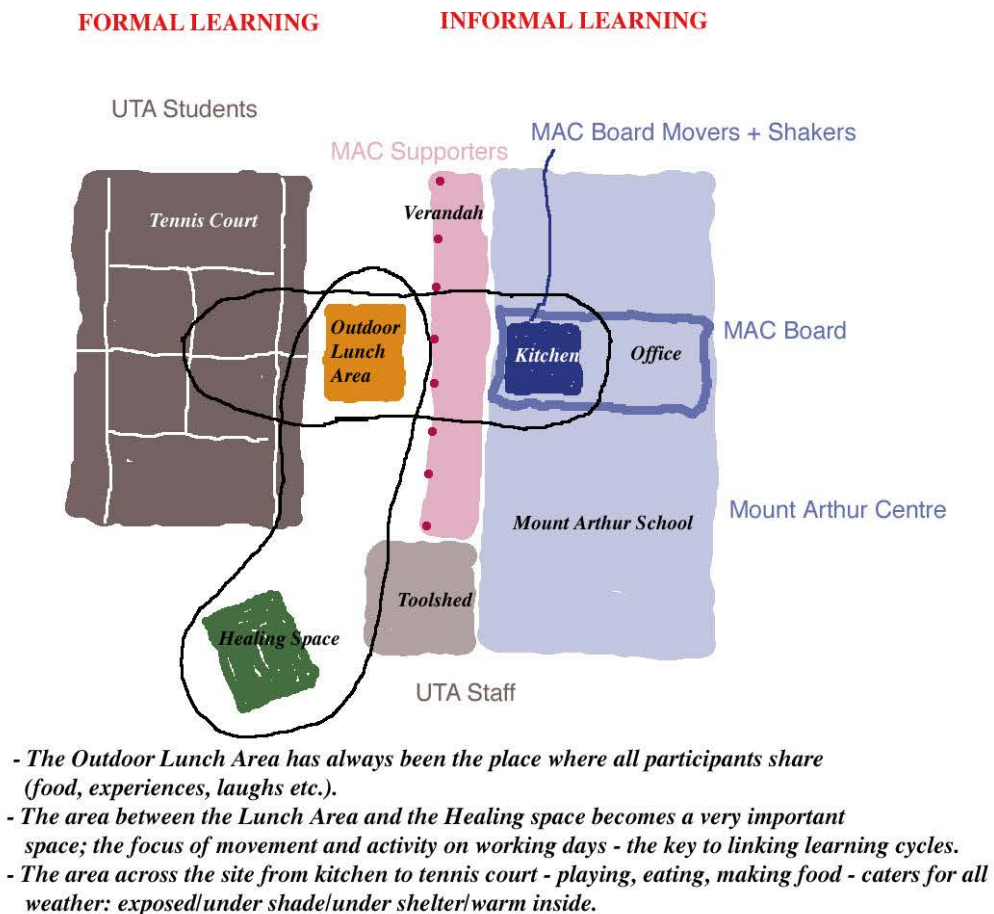 FORMAL LEARNING
INFORMAL LEARNING
UTA Students
MAC Board Movers + Shakers
MAC Supporters
Tennis Court
Verandah
Outdoor
Lunch
Area
Kitchen
Office
MAC Board
Mount Arthur School
Mount Arthur Centre
Toolshed
Healing Space
UTA Staff
- The Outdoor Lunch Area has always been the place where all participants share
(food, experiences, laughs etc.).
- The area between the Lunch Area and the Healing space becomes a very important
space; the focus of movement and activity on working days - the key to linking learning cycles.
- The area across the site from kitchen to tennis court - playing, eating, making food - caters for all
weather: exposed/under shade/under shelter/warm inside.